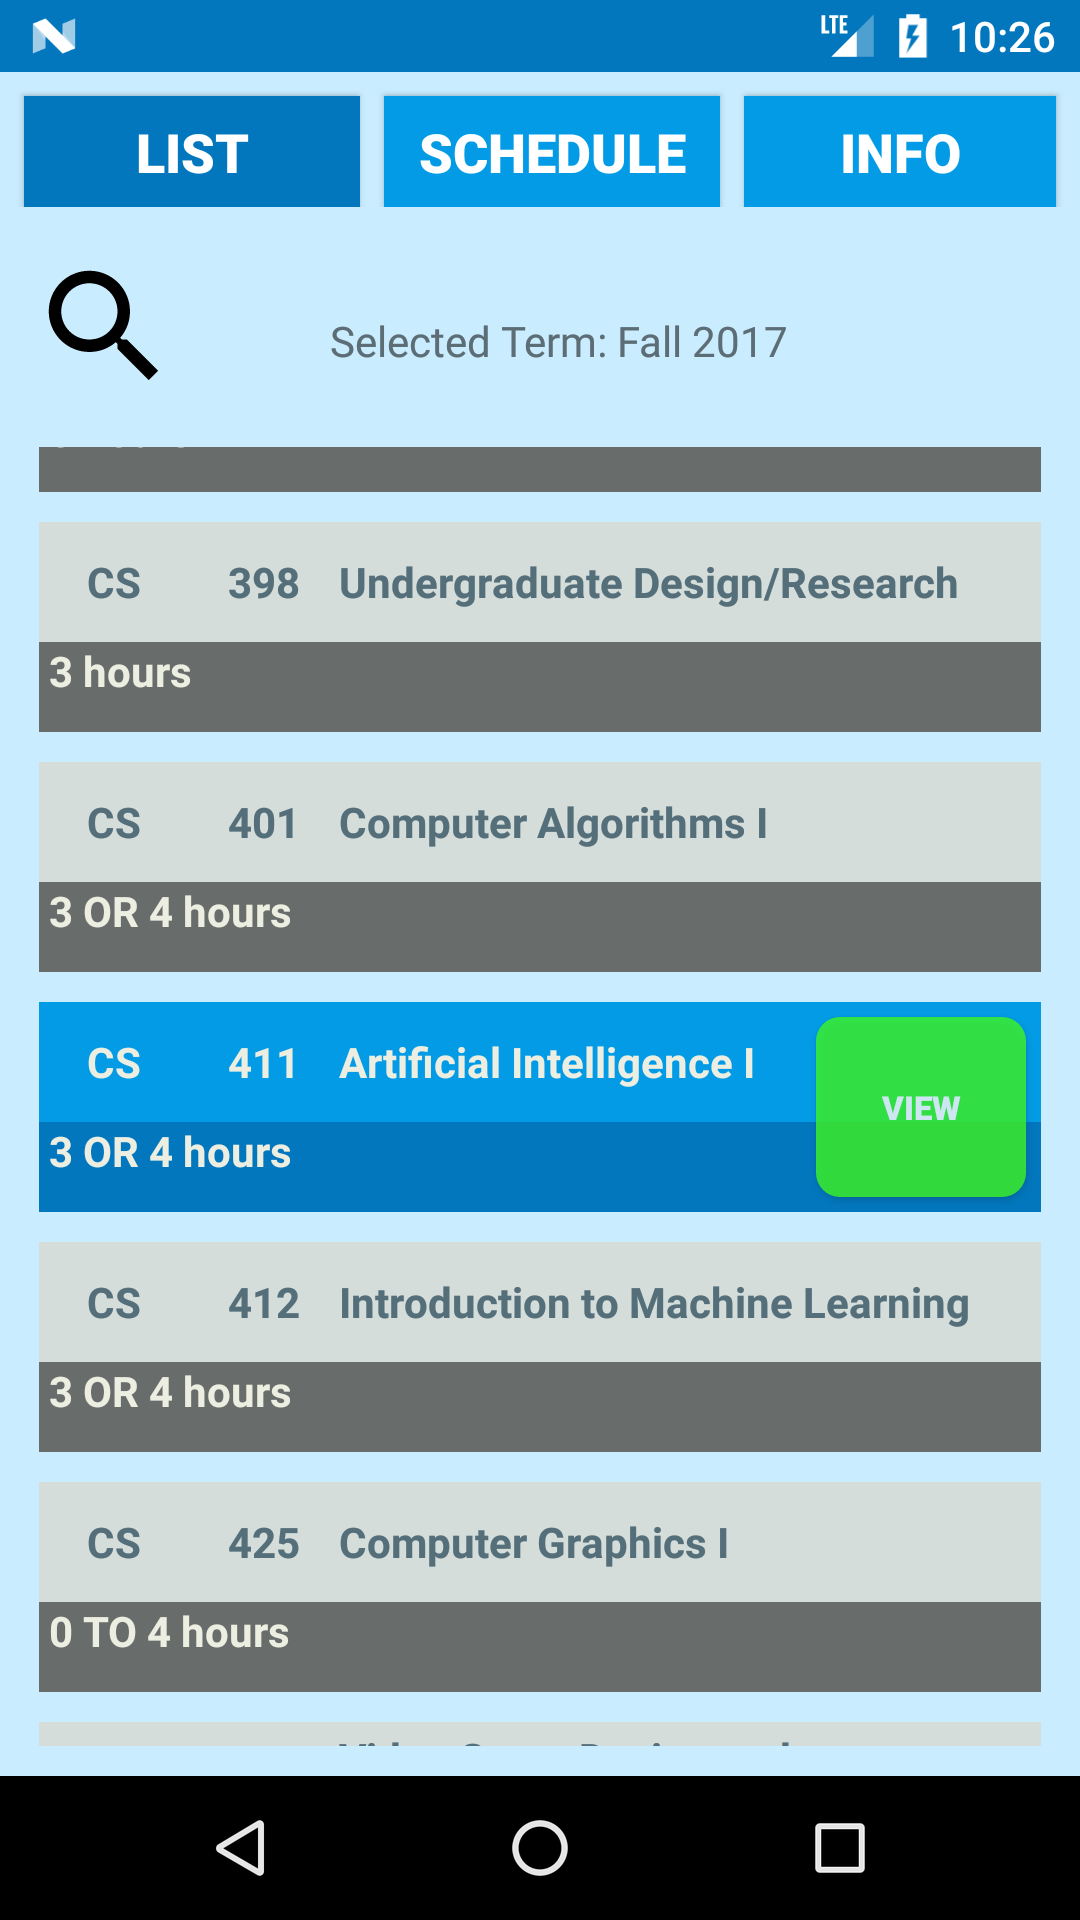 LTE 10:26
LIST SCHEDULE INFO
Selected Term: Fall 2017
CS 398 Undergraduate Design/Research
3 hours
CS 401 Computer Algorithms I
3 OR 4 hours
CS 411 Artificial Intelligence I
VIEW
3 OR 4 hours
CS 412 Introduction to Machine Learning
3 OR 4 hours
CS 425 Computer Graphics I
0 TO 4 hours